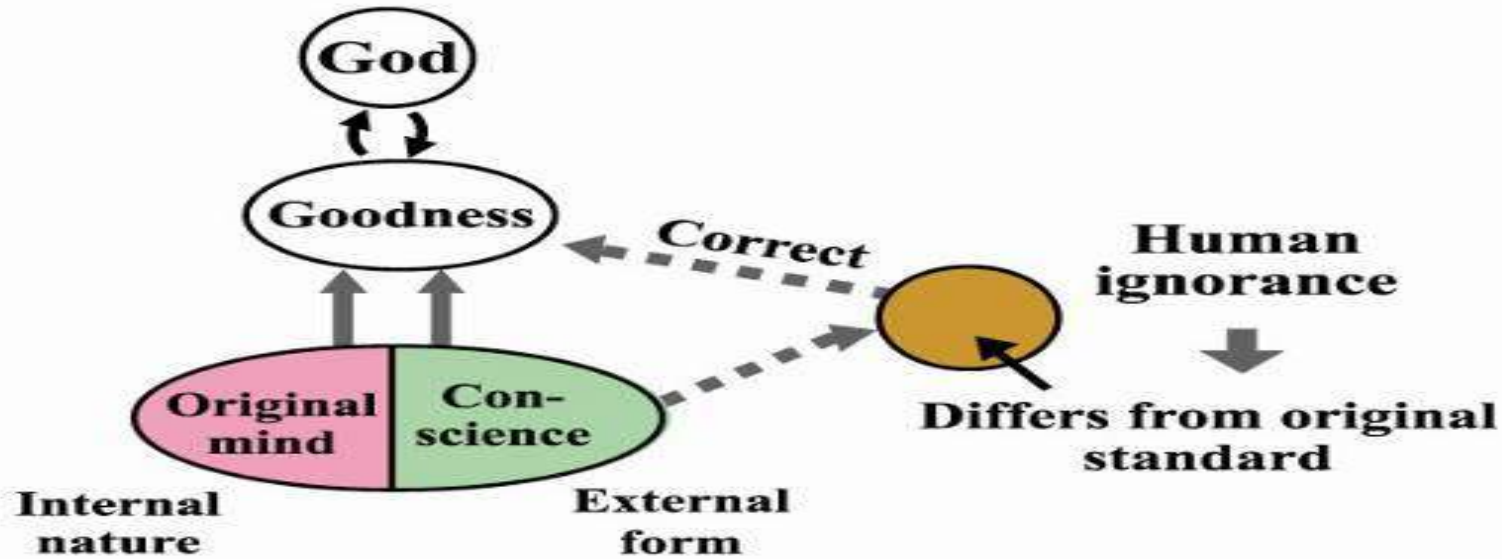 God
Goodness
Correct
Human
ignorance
Original
mind
Con-
science
Differs from original
standard
Internal
nature
External
form